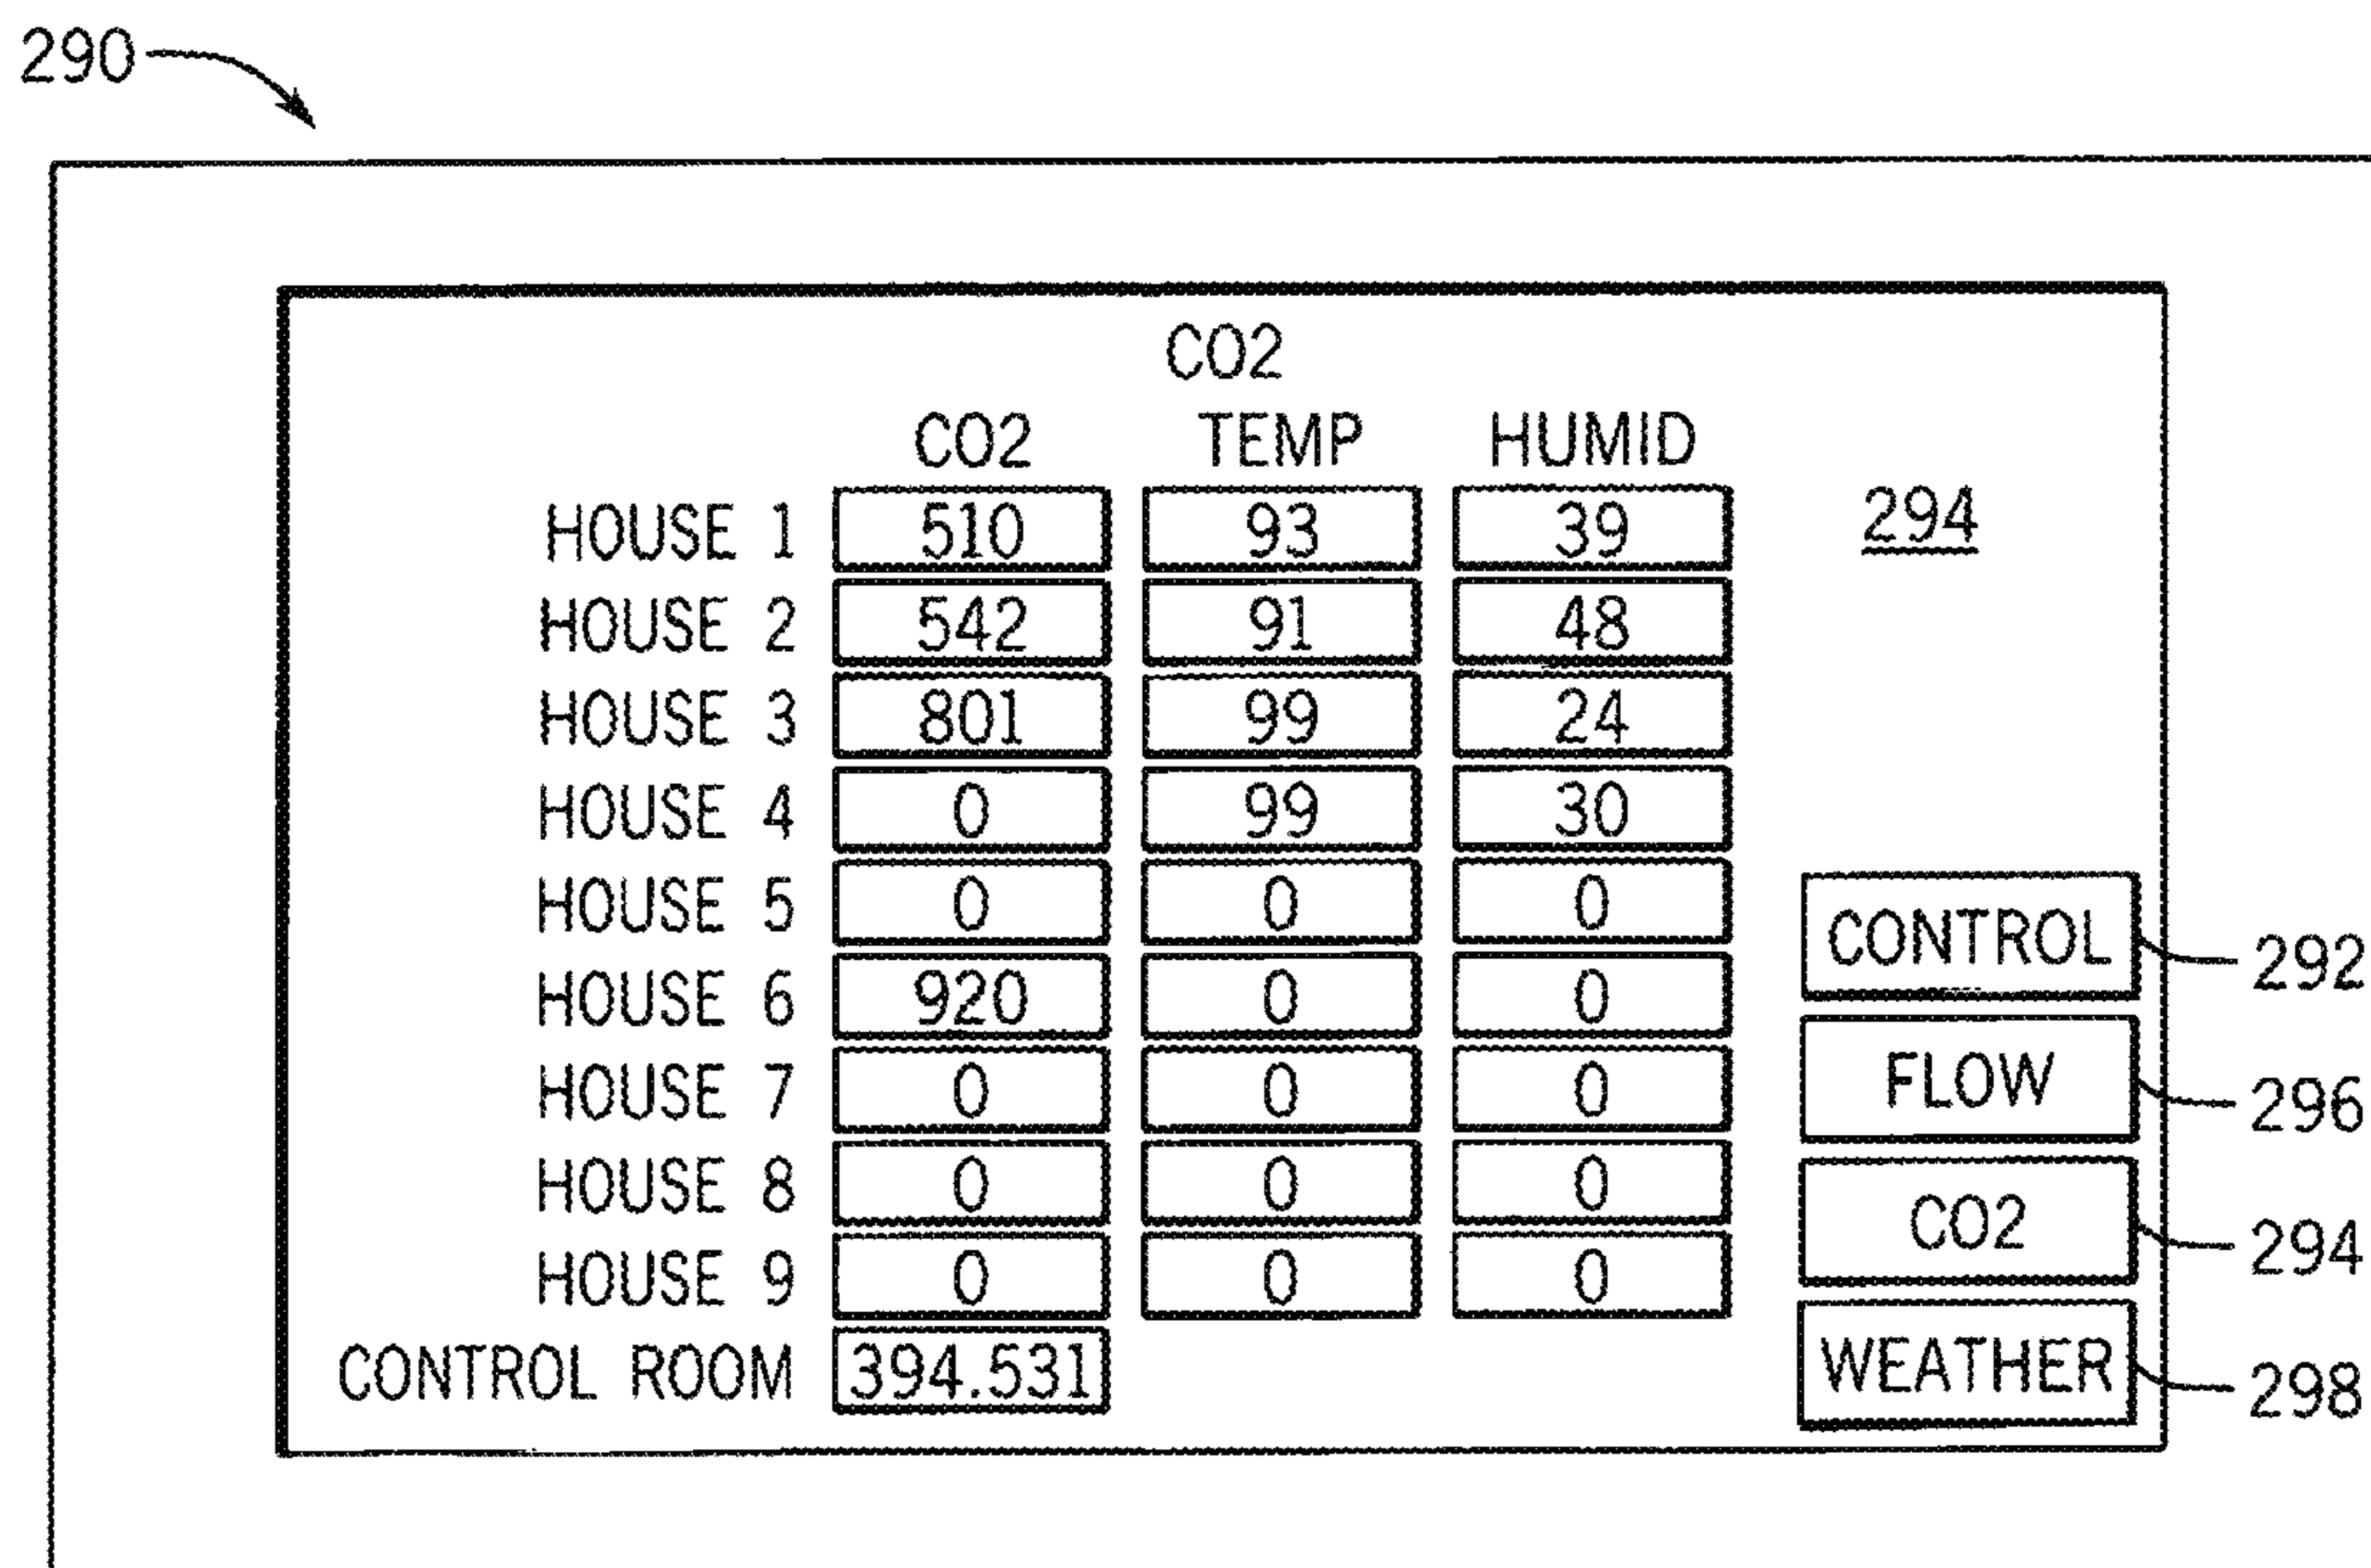 290
CO2
CO2 TEMP HUMID
HOUSE 1 510 93 39 294
HOUSE 2 542 91 48
HOUSE 3 801 99 24
HOUSE 4 0 99 30
HOUSE 5 0 0 0
CONTROL 292
HOUSE 6 920 0 0
HOUSE 7 0 0 0
FLOW 296
HOUSE 8 0 0 0
CO2 294
HOUSE 9 0 0 0
CONTROL ROOM 394.531
WEATHER 298